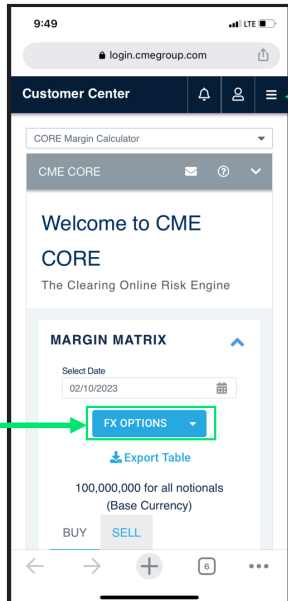 9:49
LTE
login.cmegroup.com
Customer Center
CORE Margin Calculator
CME CORE
Welcome to CME
CORE
The Clearing Online Risk Engine
MARGIN MATRIX
Select Date
02/10/2023
FX OPTIONS
Export Table
100,000,000 for all notionals
(Base Currency)
BUY SELL
6